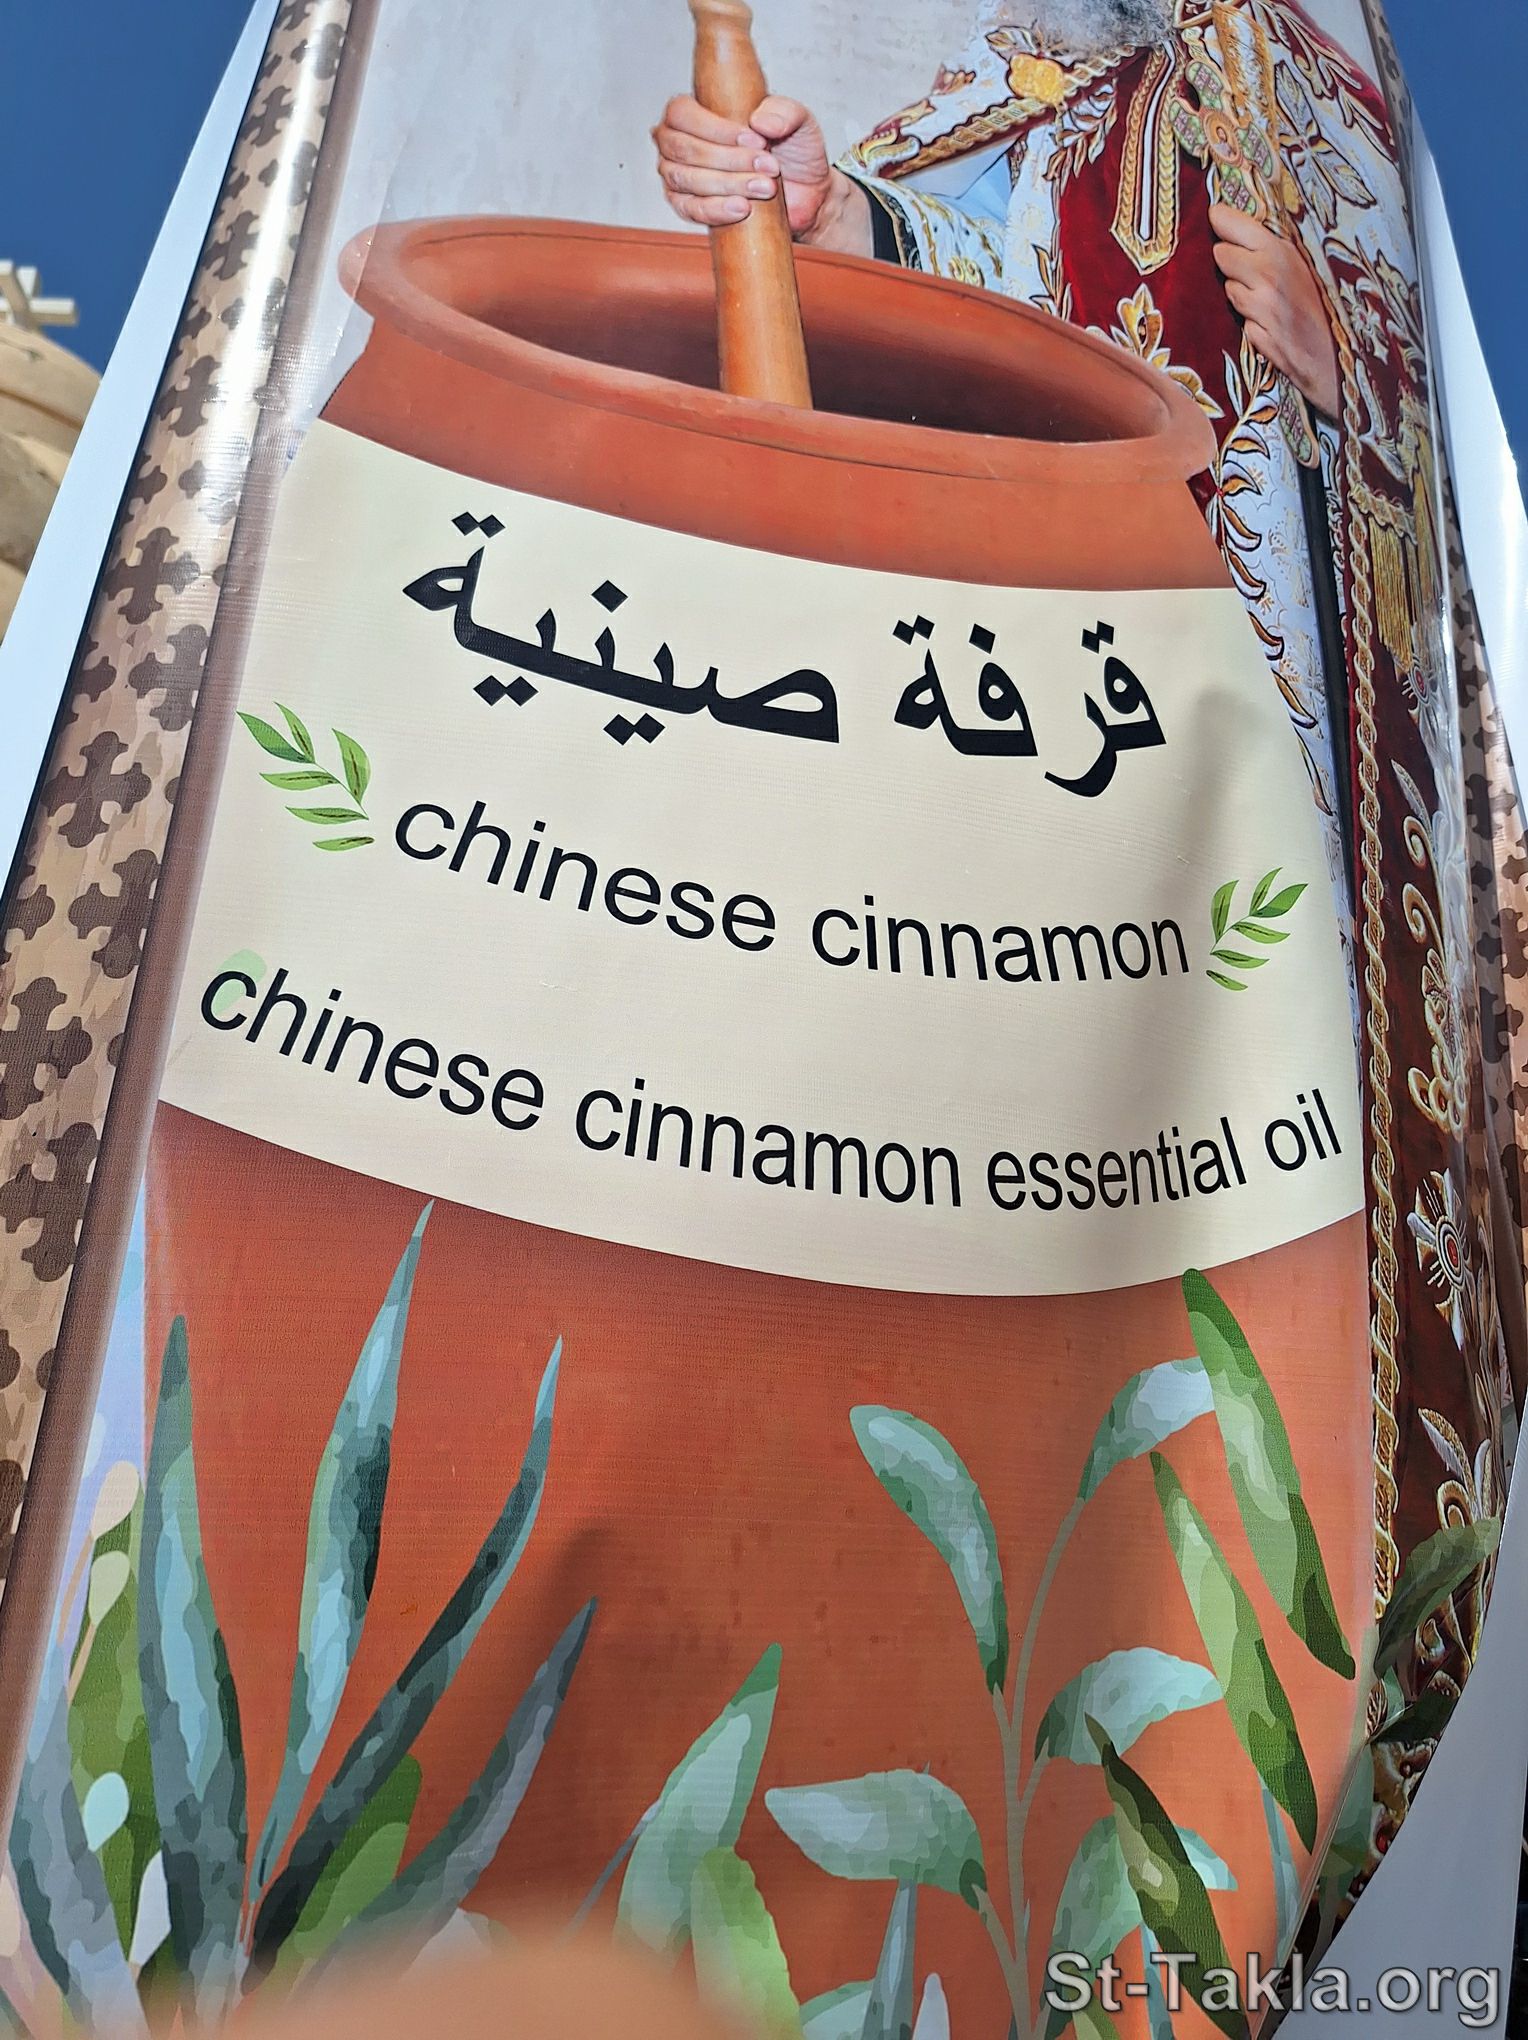 قرفة صينية
chinese cinnamon
chinese cinnamon essential oil
St-Takla.org